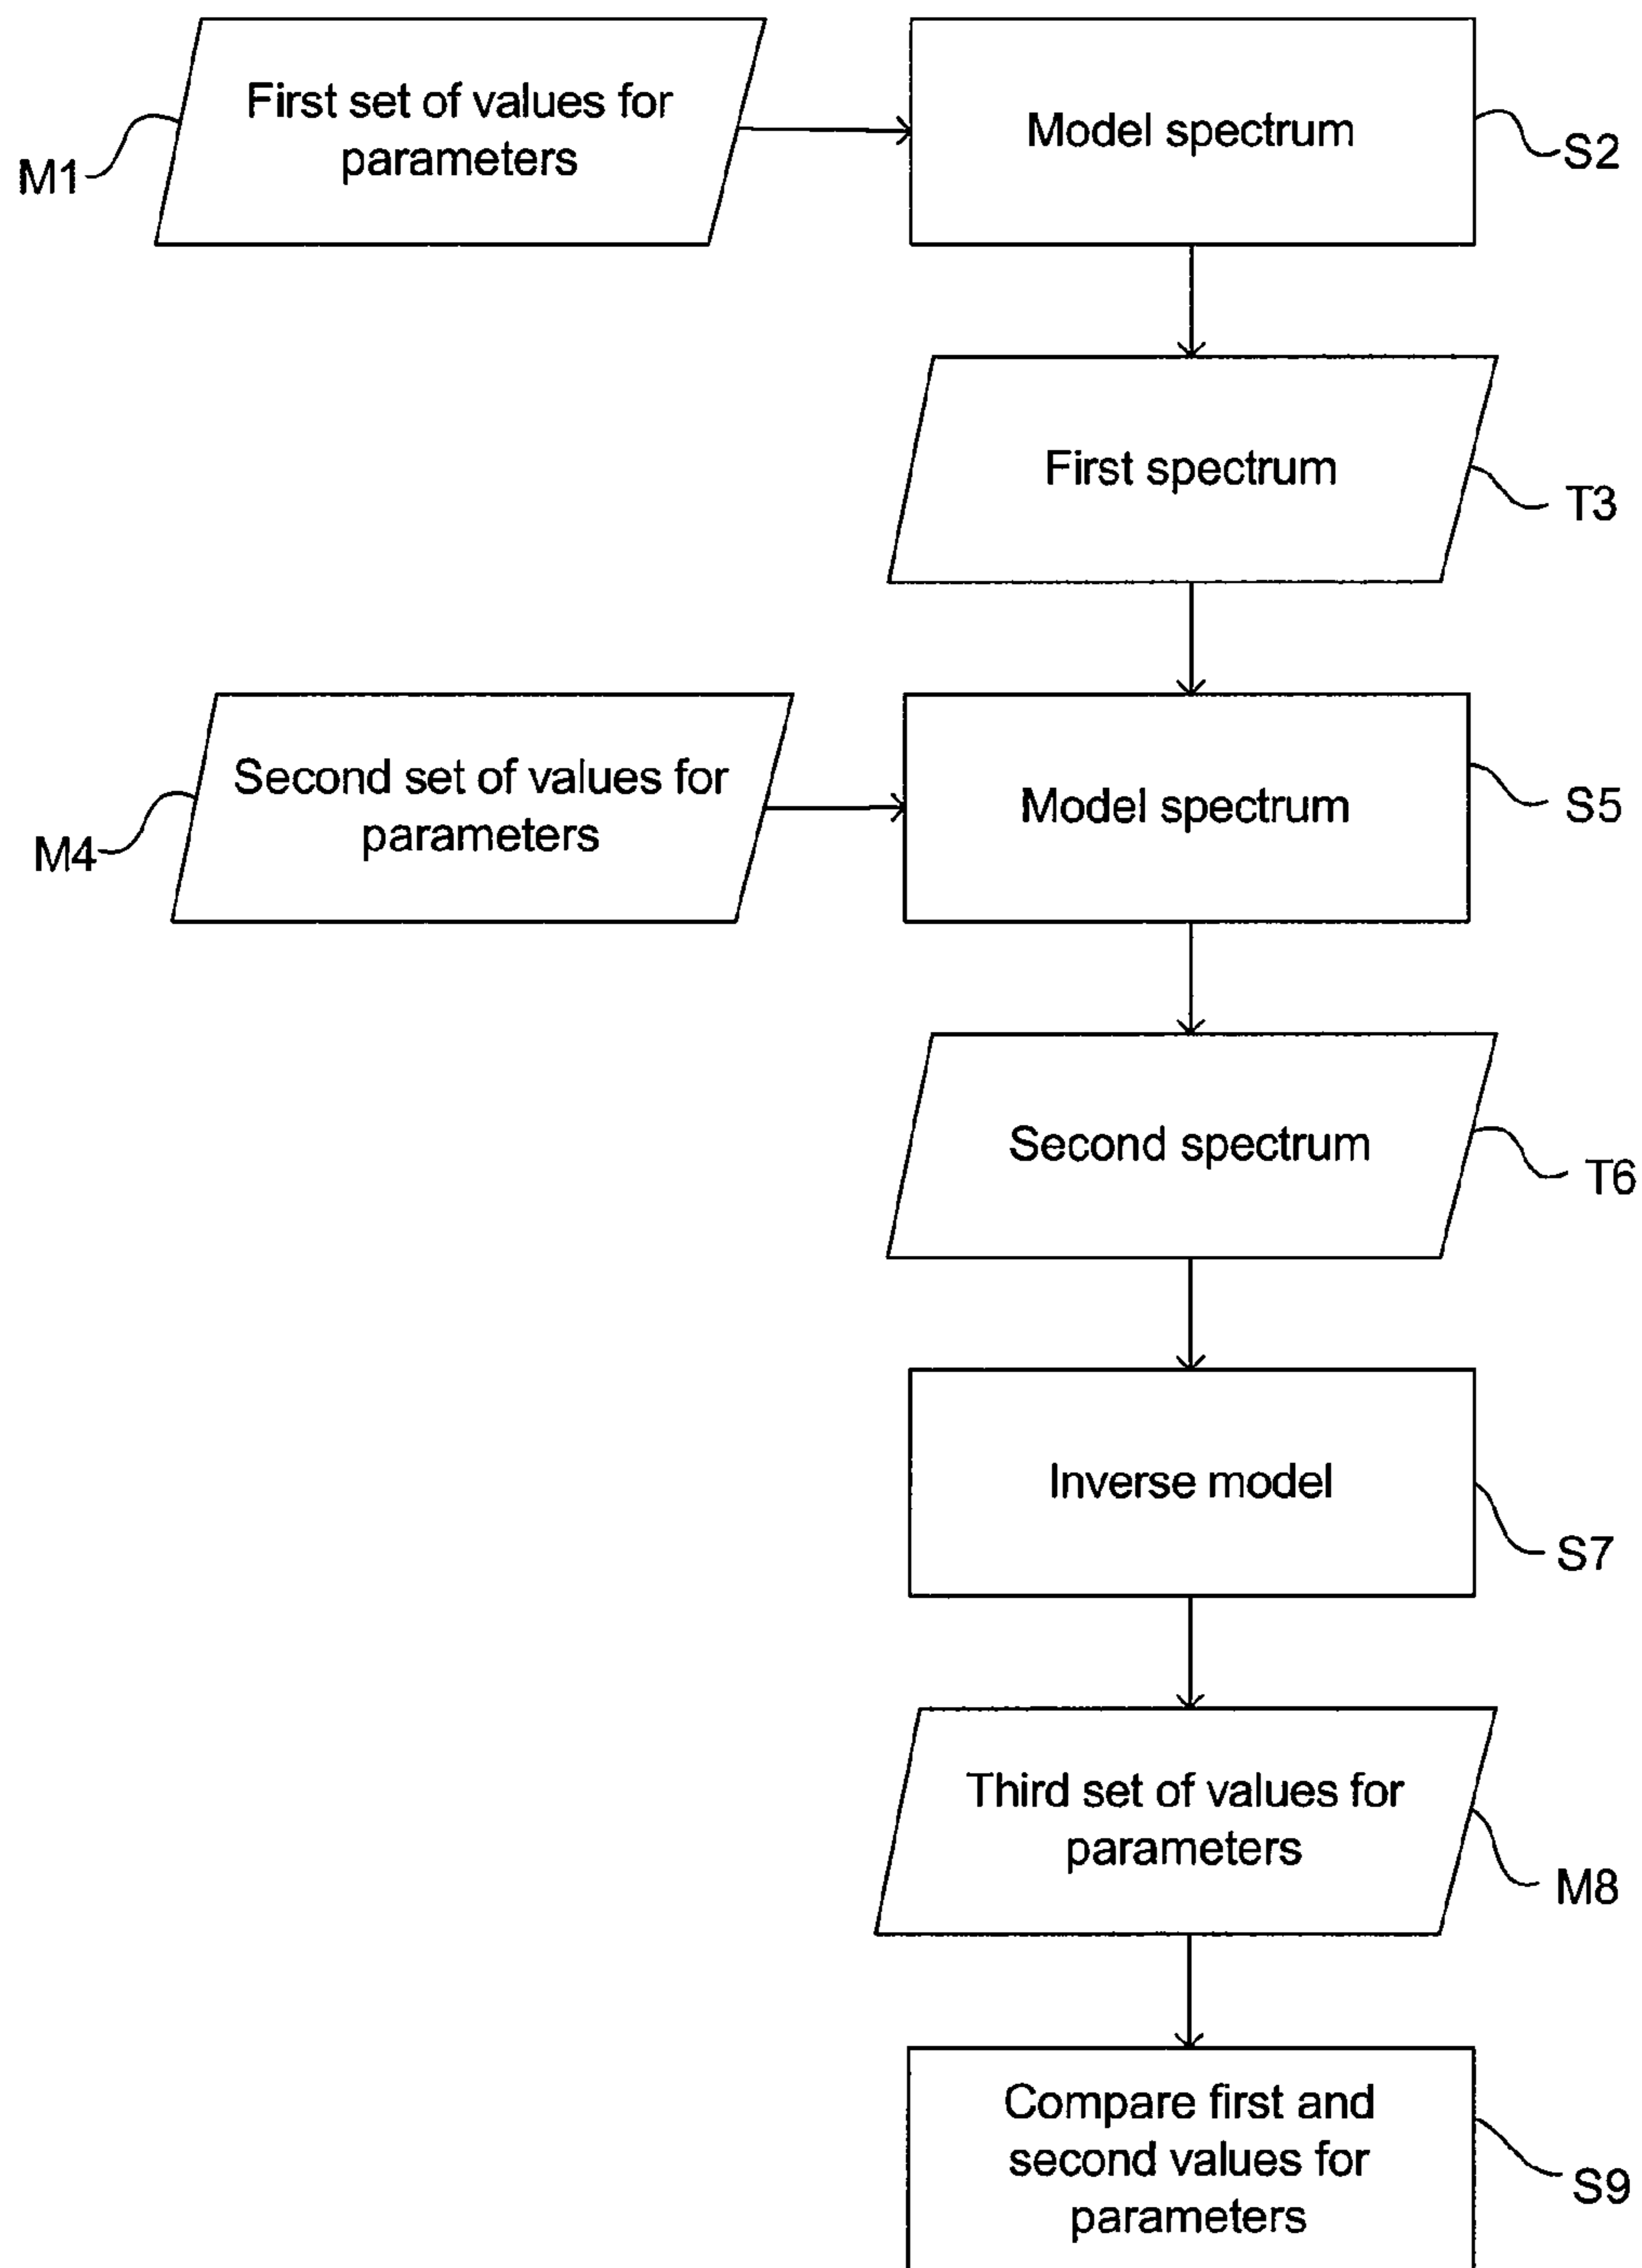 First set of values for
parameters
M1
Model spectrum
S2
First spectrum
T3
Second set of values for
parameters
M4
Model spectrum
S5
Second spectrum
T6
Inverse model
S7
Third set of values for
parameters
M8
Compare first and
second values for
parameters
S9